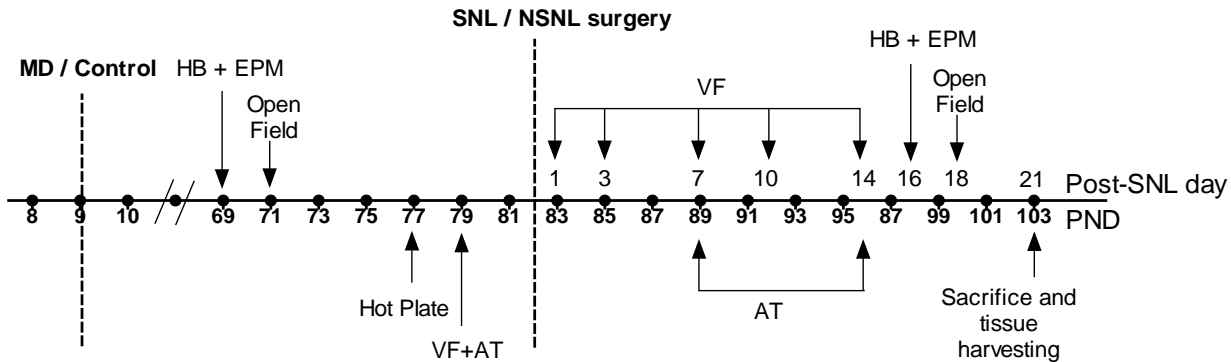 SNL / NSNL surgery
MD / Control
HB + EPM
Open
Field
VF
HB + EPM
Open
Field
1 3 7 10 14 16 18 21 Post-SNL day
8 9 10 69 71 73 75 77 79 81 83 85 87 89 91 93 95 87 99 101 103 PND
Hot Plate
VF+AT
AT
Sacrifice and
tissue
harvesting